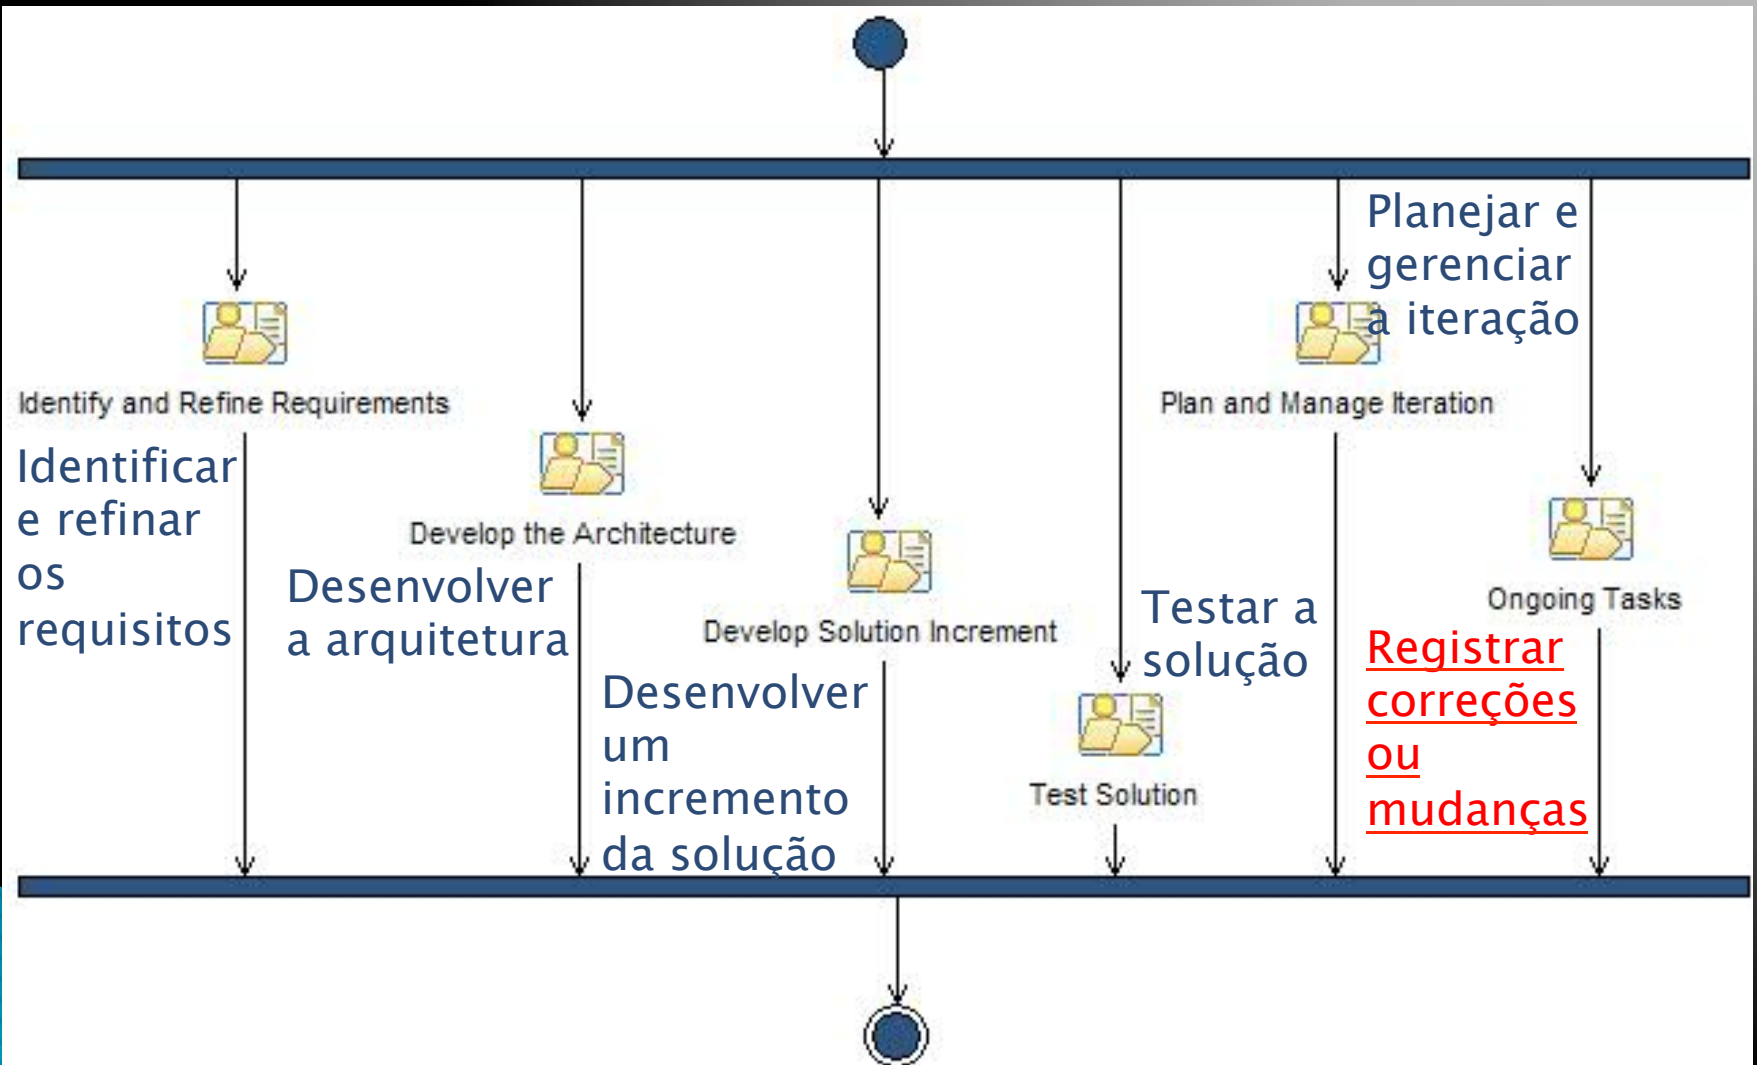 Planejar e
gerenciar
a iteração
Identify and Refine Requirements
Plan and Manage Iteration
Identificar
e refinar
os
requisitos
Develop the Architecture
Desenvolver
a arquitetura
Develop Solution Increment
Desenvolver
um
incremento
da solução
Testar a
solução
Test Solution
Ongoing Tasks
Registrar
correções
ou
mudanças